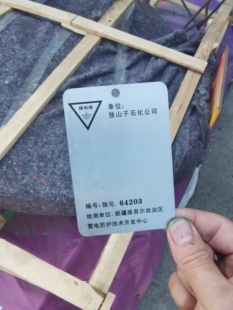 单位:
独山子石化公司
编号: 独化 64203
检测单位: 新疆维吾尔自治区
雷电防护技术开发中心